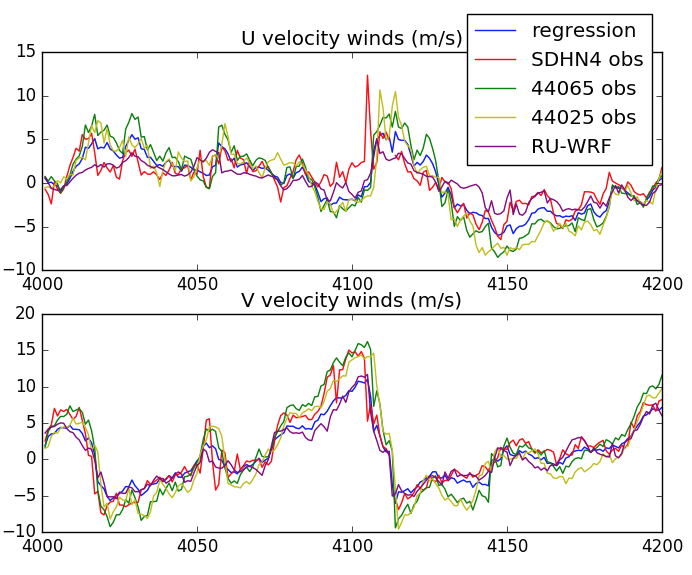 U velocity winds (m/s)
regression
SDHN4 obs
44065 obs
44025 obs
RU-WRF
15
10
5
0
−5
−10
4000 4050 4100 4150 4200
V velocity winds (m/s)
20
15
10
5
0
−5
−10
4000 4050 4100 4150 4200